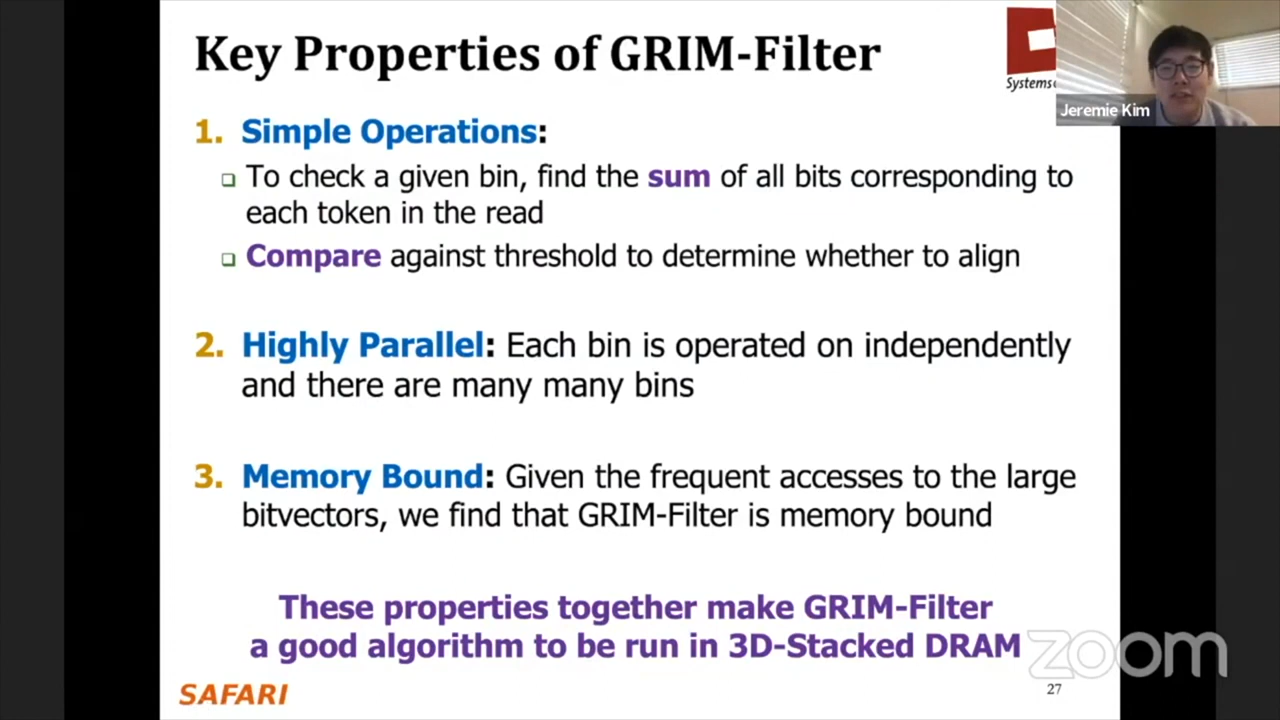 Key Properties of GRIM-Filter
Jeremie Kim
1. Simple Operations:
To check a given bin, find the sum of all bits corresponding to
each token in the read
Compare against threshold to determine whether to align
2. Highly Parallel: Each bin is operated on independently
and there are many many bins
3. Memory Bound: Given the frequent accesses to the large
bitvectors, we find that GRIM-Filter is memory bound
These properties together make GRIM-Filter
a good algorithm to be run in 3D-Stacked DRAM
zoom
SAFARI
27